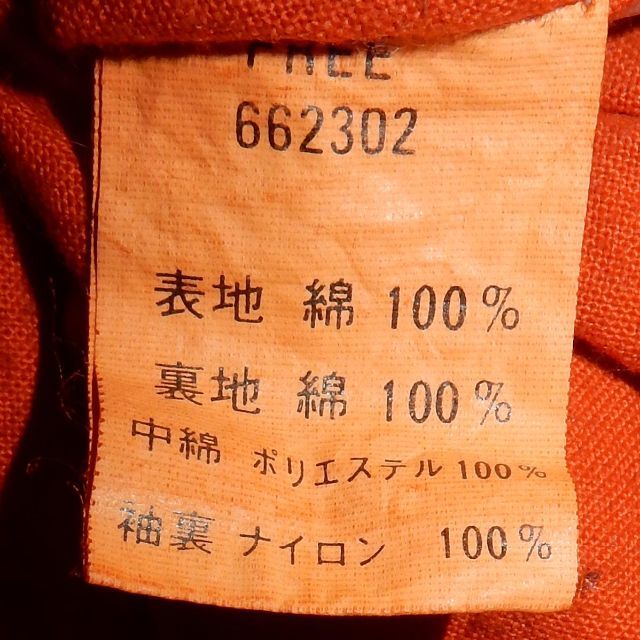 FREE
662302
表地 綿 100%
裏地 綿 100%
中綿 ポリエステル 100%
袖裏 ナイロン 100%